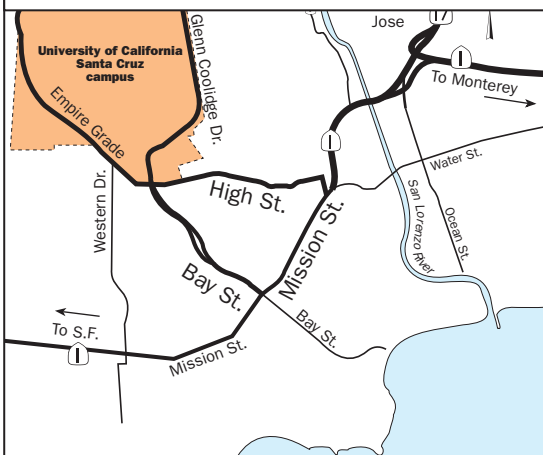 Jose
17
1
To Monterey
University of California
Santa Cruz
campus
Glenn Coolidge Dr.
Empire Grade
1
Water St.
High St.
Mission St.
Western Dr.
San Lorenzo River
Ocean St.
Bay St.
To S.F.
1
Mission St.
Bay St.